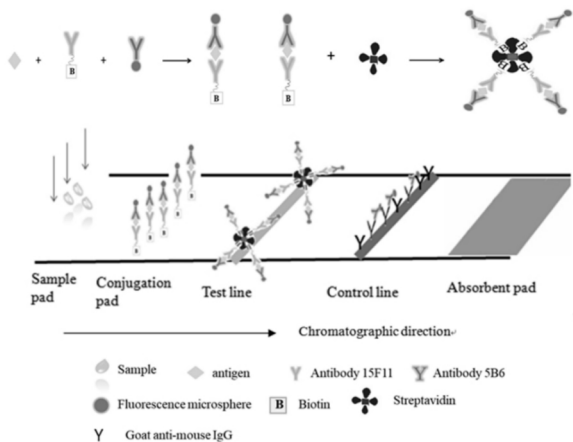 + + +
B B B B B B B
B B B B B
Sample pad Conjugation pad Test line Control line Absorbent pad
Chromatographic direction
Sample antigen Antibody 15F11 Antibody 5B6
Fluorescence microsphere B Biotin Streptavidin
Goat anti-mouse IgG